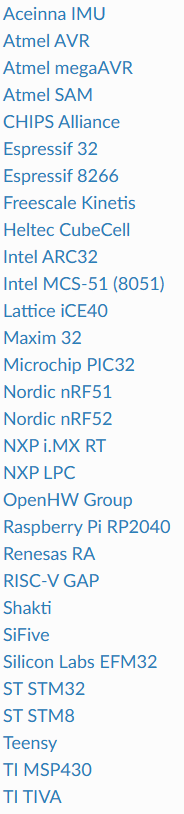 Aceinna IMU
Atmel AVR
Atmel megaAVR
Atmel SAM
CHIPS Alliance
Espressif 32
Espressif 8266
Freescale Kinetis
Heltec CubeCell
Intel ARC32
Intel MCS-51 (8051)
Lattice iCE40
Maxim 32
Microchip PIC32
Nordic nRF51
Nordic nRF52
NXP i.MX RT
NXP LPC
OpenHW Group
Raspberry Pi RP2040
Renesas RA
RISC-V GAP
Shakti
SiFive
Silicon Labs EFM32
ST STM32
ST STM8
Teensy
TI MSP430
TI TIVA